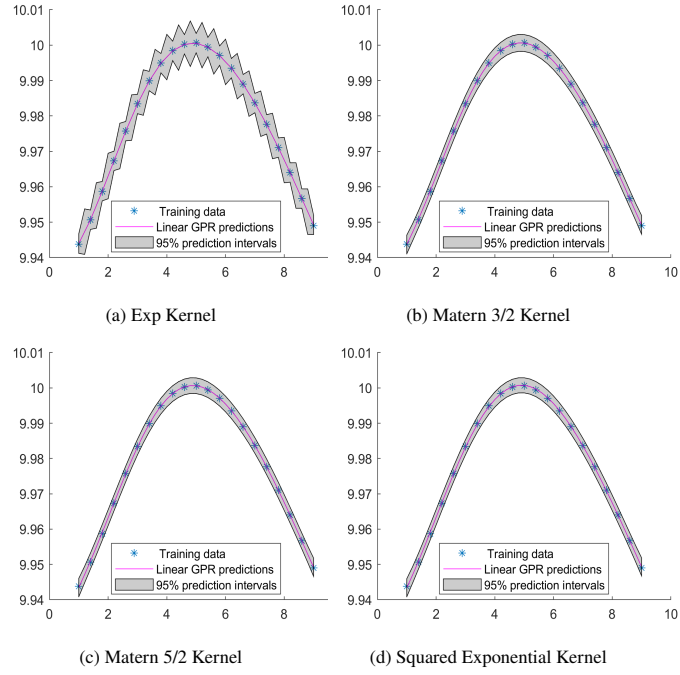 10.01
10
9.99
9.98
9.97
9.96
9.95
9.94
Training data
Linear GPR predictions
95% prediction intervals
0 2 4 6 8
(a) Exp Kernel
10.01
10
9.99
9.98
9.97
9.96
9.95
9.94
Training data
Linear GPR predictions
95% prediction intervals
0 2 4 6 8 10
(b) Matern 3/2 Kernel
10.01
10
9.99
9.98
9.97
9.96
9.95
9.94
Training data
Linear GPR predictions
95% prediction intervals
0 2 4 6 8
(c) Matern 5/2 Kernel
10.01
10
9.99
9.98
9.97
9.96
9.95
9.94
Training data
Linear GPR predictions
95% prediction intervals
0 2 4 6 8 10
(d) Squared Exponential Kernel